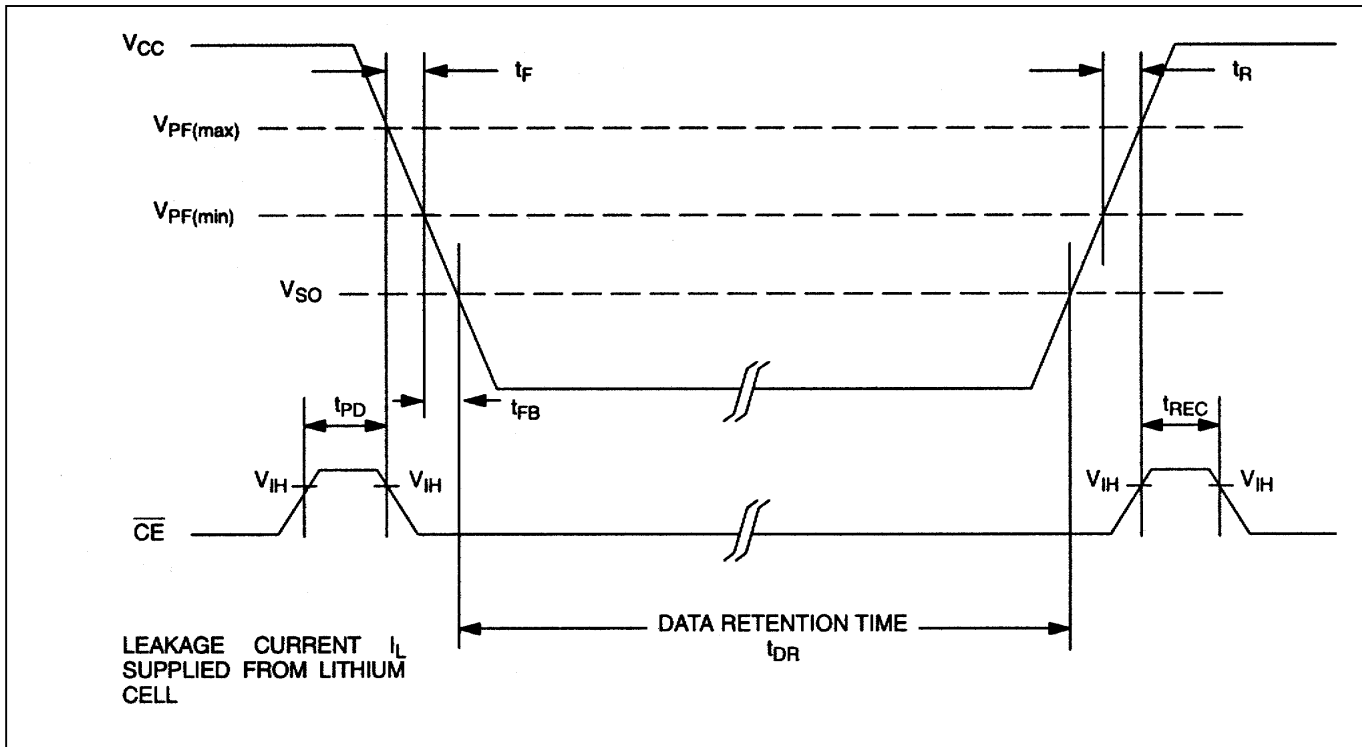 VCC
tF
tR
VPF(max)
VPF(min)
VSO
tPD
tFB
tREC
VIH
VIH
VIH
VIH
CE
DATA RETENTION TIME
tDR
LEAKAGE CURRENT IL
SUPPLIED FROM LITHIUM
CELL